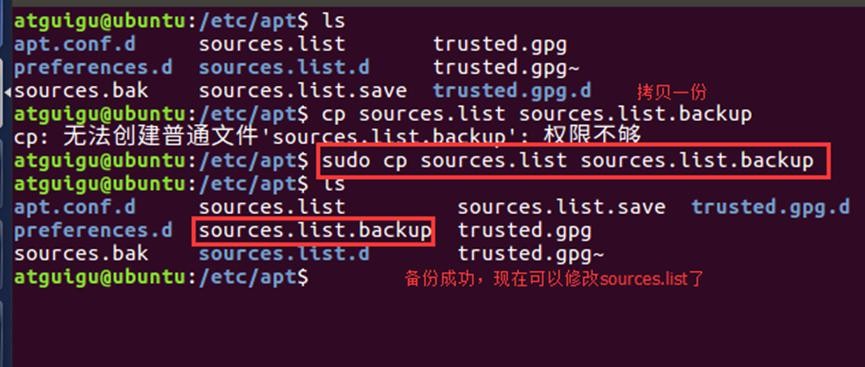 atguigu@ubuntu:/etc/apt$ ls
apt.conf.d sources.list trusted.gpg
preferences.d sources.list.d trusted.gpg~
sources.bak sources.list.save trusted.gpg.d 拷贝一份
atguigu@ubuntu:/etc/apt$ cp sources.list sources.list.backup
cp: 无法创建普通文件'sources.list.backup': 权限不够
atguigu@ubuntu:/etc/apt$ sudo cp sources.list sources.list.backup
atguigu@ubuntu:/etc/apt$ ls
apt.conf.d sources.list sources.list.save trusted.gpg.d
preferences.d sources.list.backup trusted.gpg
sources.bak sources.list.d trusted.gpg~
atguigu@ubuntu:/etc/apt$ 备份成功，现在可以修改sources.list了